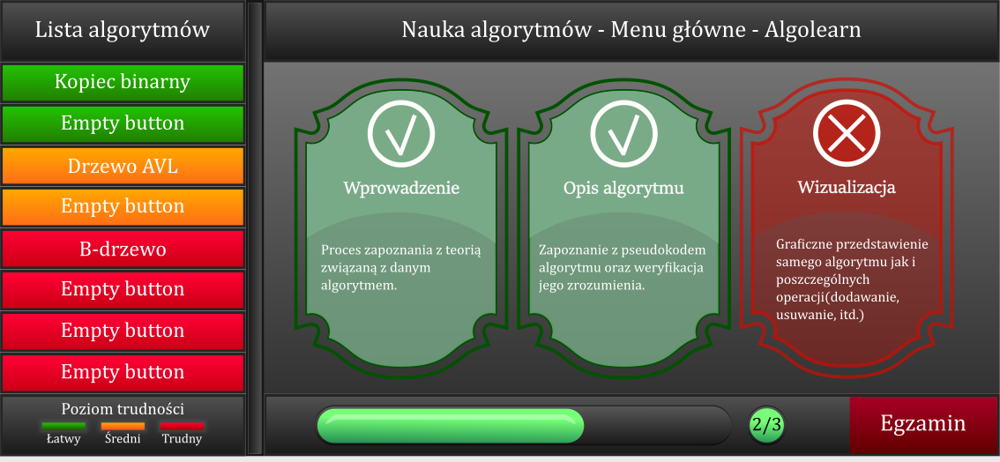 Lista algorytmów
Nauka algorytmów - Menu główne - Algolearn
Kopiec binarny
Empty button
Drzewo AVL
Empty button
B-drzewo
Empty button
Empty button
Empty button
Poziom trudności
Łatwy
Średni
Trudny
Wprowadzenie
Proces zapoznania z teorią
związaną z danym
algorytmem.
Opis algorytmu
Zapoznanie z pseudokodem
algorytmu oraz weryfikacja
jego zrozumienia.
Wizualizacja
Graficzne przedstawienie
samego algorytmu jak i
poszczególnych
operacji(dodawanie,
usuwanie, itd.)
2/3
Egzamin